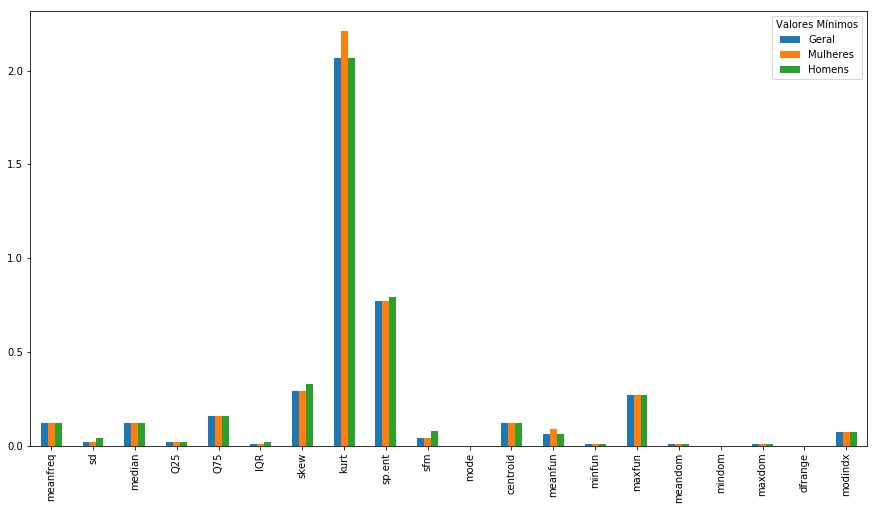 Valores Mínimos
Geral
Mulheres
Homens
2.0
1.5
1.0
0.5
0.0
meanfreq
sd
median
Q25
Q75
IQR
skew
kurt
sp.ent
sfm
mode
centroid
meanfun
minfun
maxfun
meandom
mindom
maxdom
dfrange
modindx